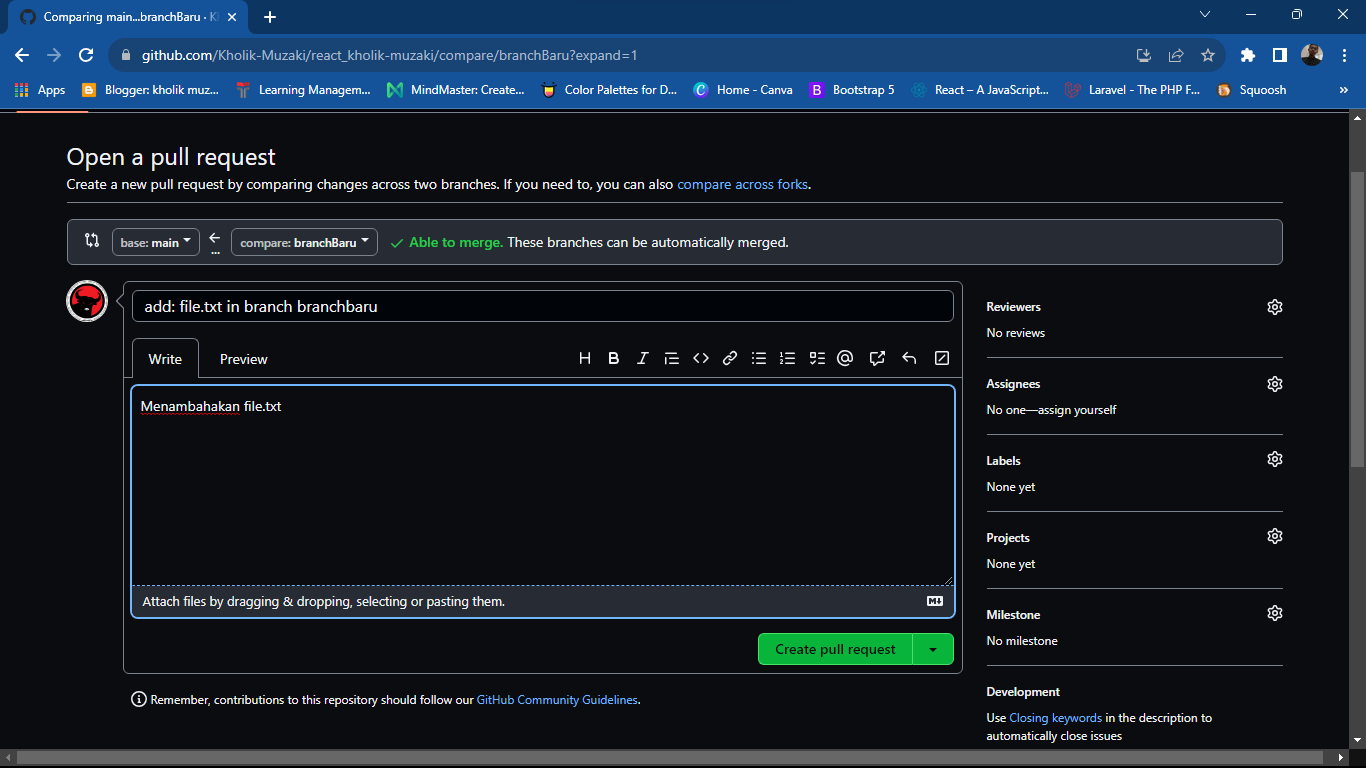 Comparing main...branchBaru · K
github.com/Kholik-Muzaki/react_kholik-muzaki/compare/branchBaru?expand=1
Apps Blogger: kholik muz... Learning Managem... MindMaster: Create... Color Palettes for D... Home - Canva Bootstrap 5 React – A JavaScript... Laravel - The PHP F... Squoosh »
Open a pull request
Create a new pull request by comparing changes across two branches. If you need to, you can also compare across forks.
base: main ... compare: branchBaru Able to merge. These branches can be automatically merged.
add: file.txt in branch branchbaru
Write Preview
Menambahakan file.txt
Attach files by dragging & dropping, selecting or pasting them.
Create pull request
Remember, contributions to this repository should follow our GitHub Community Guidelines.
Reviewers
No reviews
Assignees
No one—assign yourself
Labels
None yet
Projects
None yet
Milestone
No milestone
Development
Use Closing keywords in the description to
automatically close issues